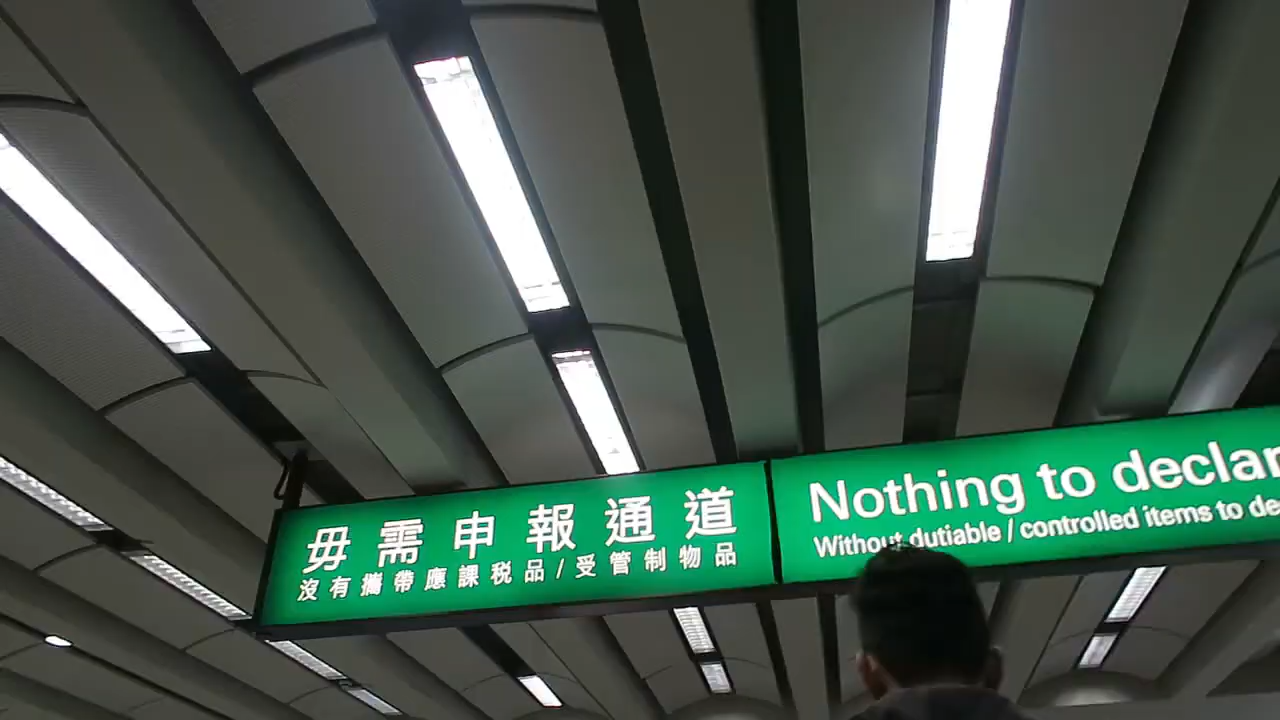 毋需申報通道
沒有攜帶應課税品/受管制物品
Nothing to declar
Without dutiable / controlled items to de